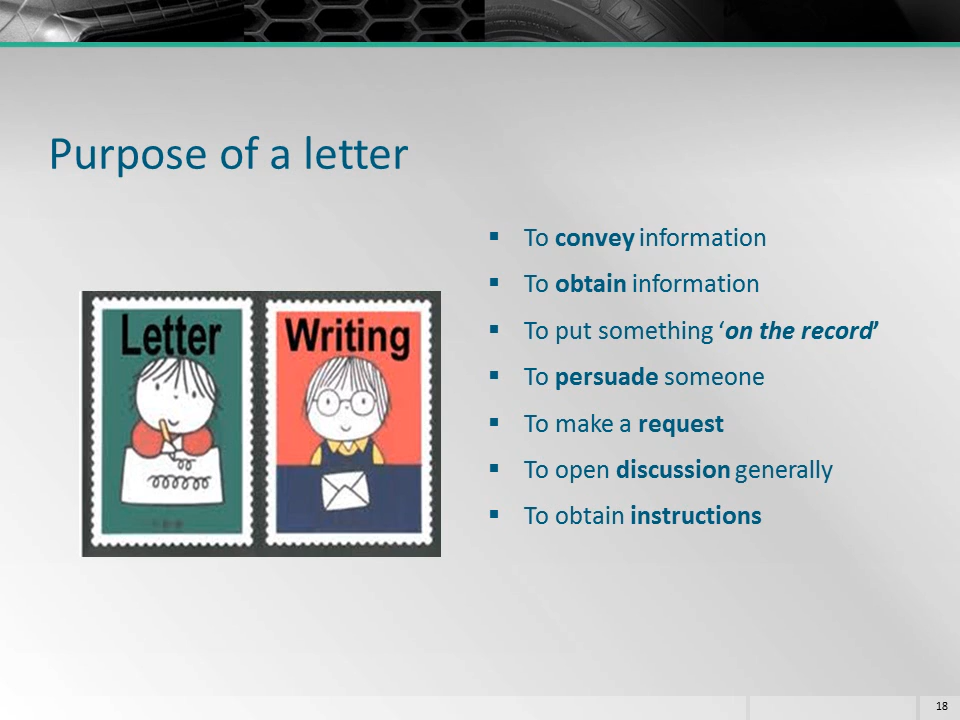 Purpose of a letter
Letter Writing
▪ To convey information
▪ To obtain information
▪ To put something ‘on the record’
▪ To persuade someone
▪ To make a request
▪ To open discussion generally
▪ To obtain instructions
18